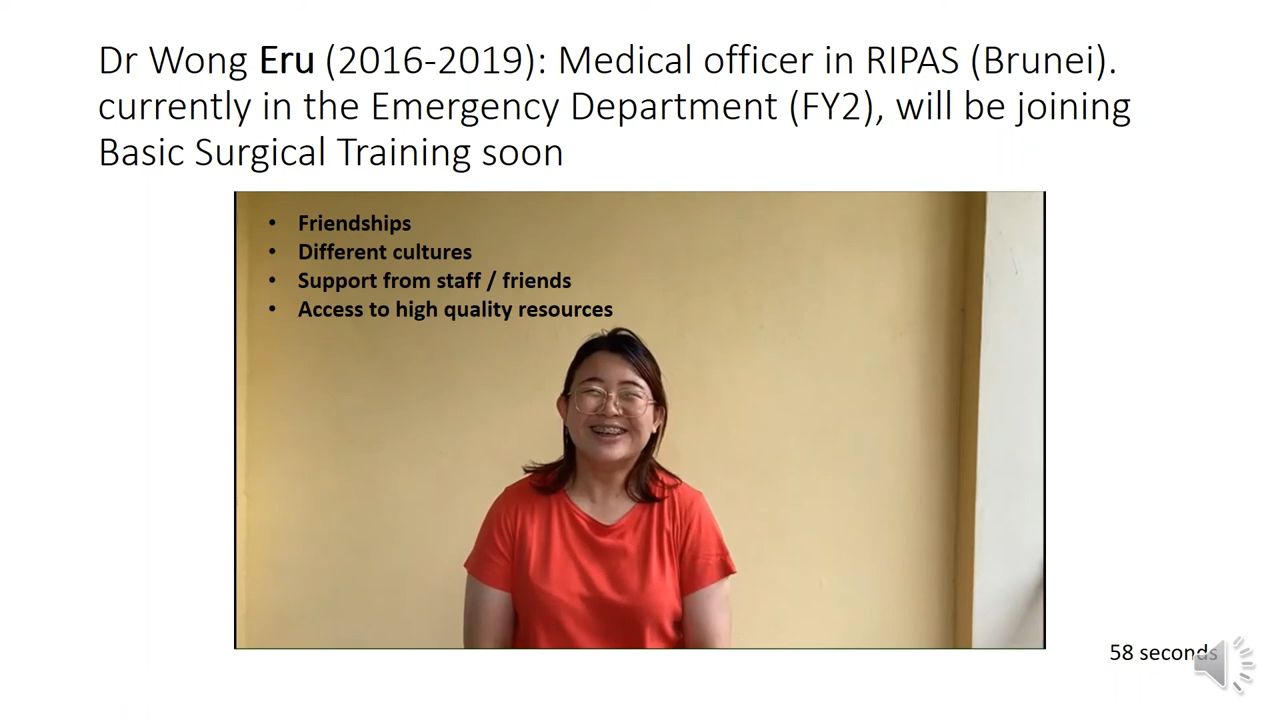 Dr Wong Eru (2016-2019): Medical officer in RIPAS (Brunei).
currently in the Emergency Department (FY2), will be joining
Basic Surgical Training soon
• Friendships
• Different cultures
• Support from staff / friends
• Access to high quality resources
58 seconds